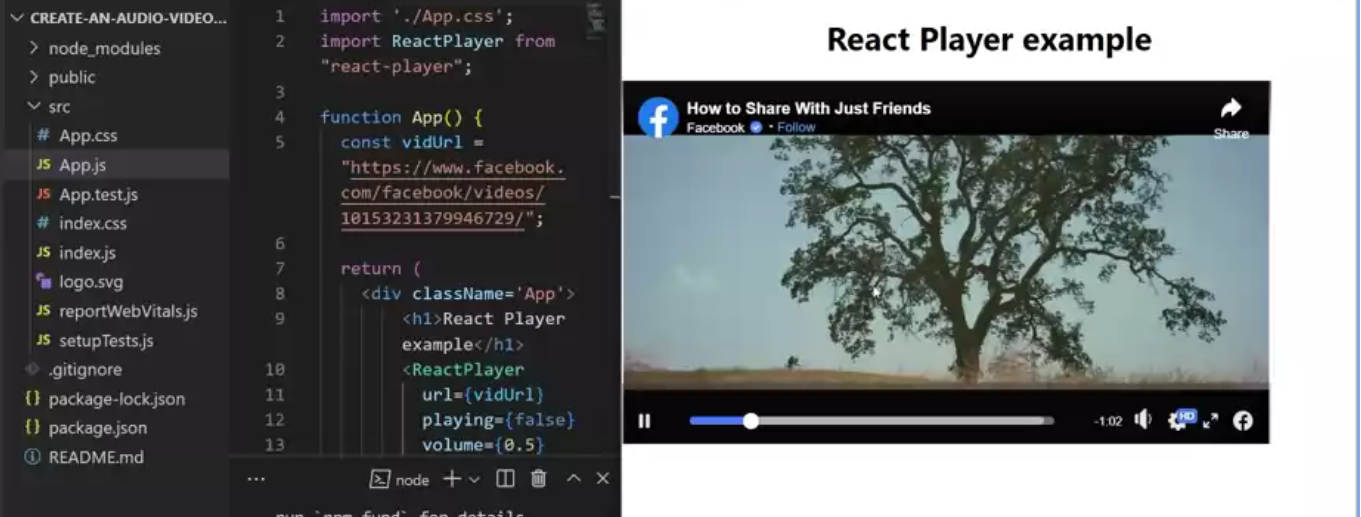 CREATE-AN-AUDIO-VIDEO...
node_modules
public
src
# App.css
JS App.js
JS App.test.js
# index.css
JS index.js
logo.svg
JS reportWebVitals.js
JS setupTests.js
.gitignore
{} package-lock.json
{} package.json
README.md
1 import './App.css';
2 import ReactPlayer from
"react-player";
3
4 function App() {
5 const vidUrl =
"https://www.facebook.
com/facebook/videos/
10153231379946729/";
6
7 return (
8 <div className='App'>
9 <h1>React Player
example</h1>
10 <ReactPlayer
11 url={vidUrl}
12 playing={false}
13 volume={0.5}
... node
run `npm fund` for details
React Player example
How to Share With Just Friends
Facebook • Follow
Share
-1:02
HD